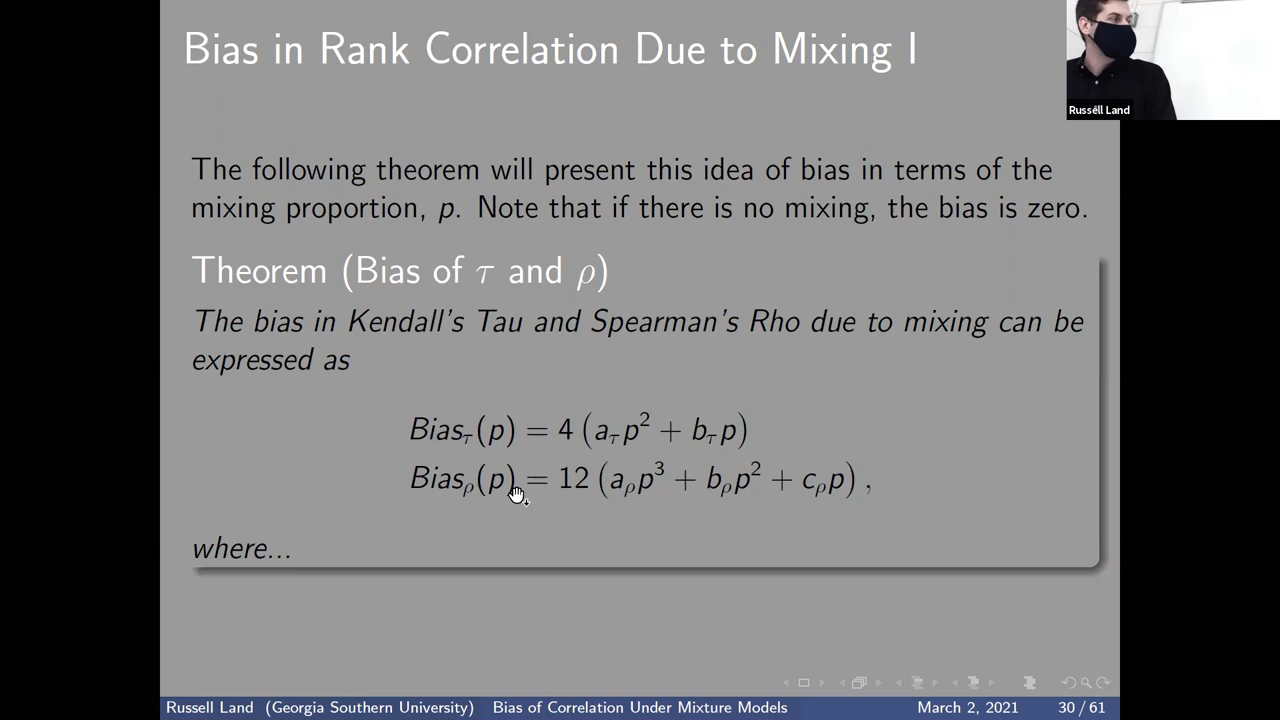 Bias in Rank Correlation Due to Mixing I
Russell Land
The following theorem will present this idea of bias in terms of the
mixing proportion, p. Note that if there is no mixing, the bias is zero.
Theorem (Bias of τ and ρ)
The bias in Kendall's Tau and Spearman's Rho due to mixing can be
expressed as
Bias_τ(p) = 4 (a_τ p² + b_τ p)
Bias_ρ(p) = 12 (a_ρ p³ + b_ρ p² + c_ρ p) ,
where...
Russell Land (Georgia Southern University) Bias of Correlation Under Mixture Models March 2, 2021 30 / 61